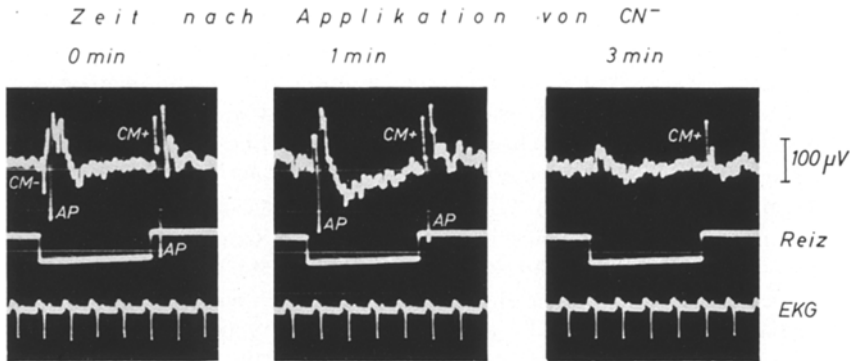 Zeit nach Applikation von CN⁻
0 min 1 min 3 min
CM+ CM+ CM+
100 µV
CM-
AP AP
Reiz
AP
EKG